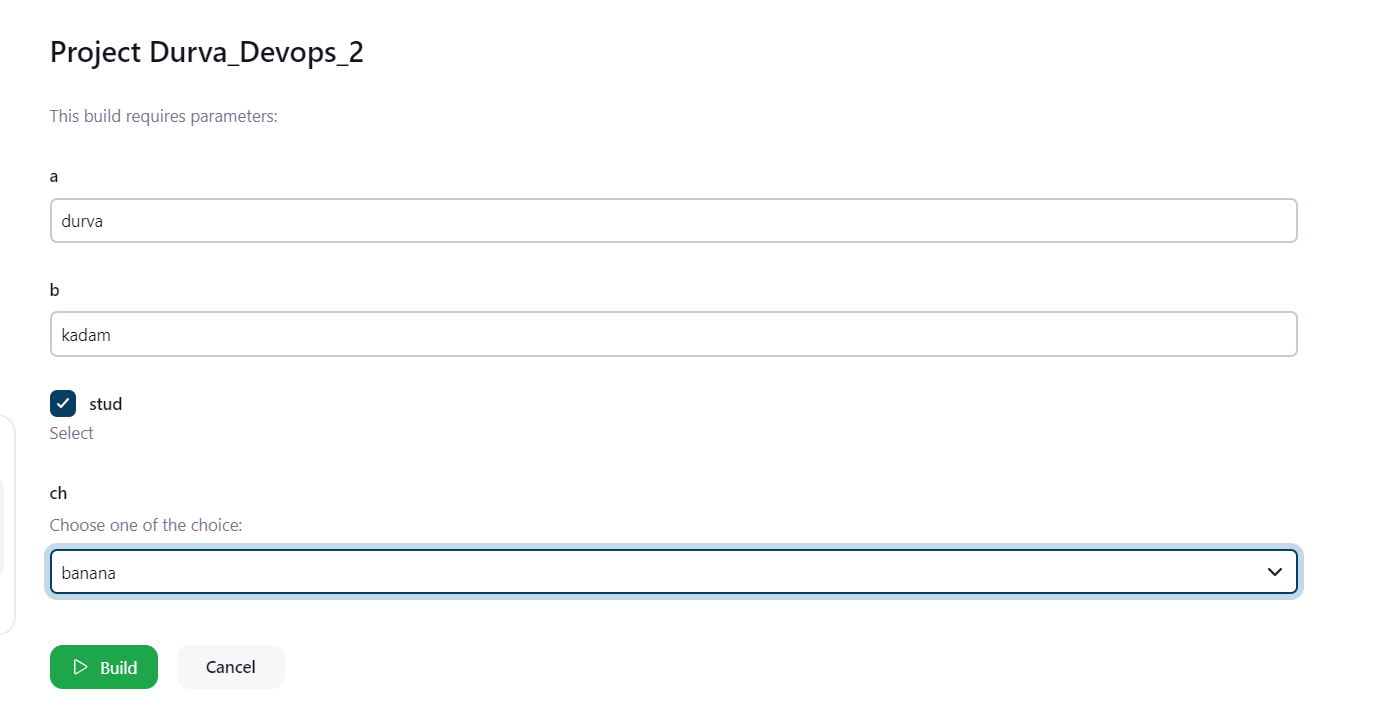 Project Durva_Devops_2
This build requires parameters:
a
durva
b
kadam
stud
Select
ch
Choose one of the choice:
banana
Build Cancel